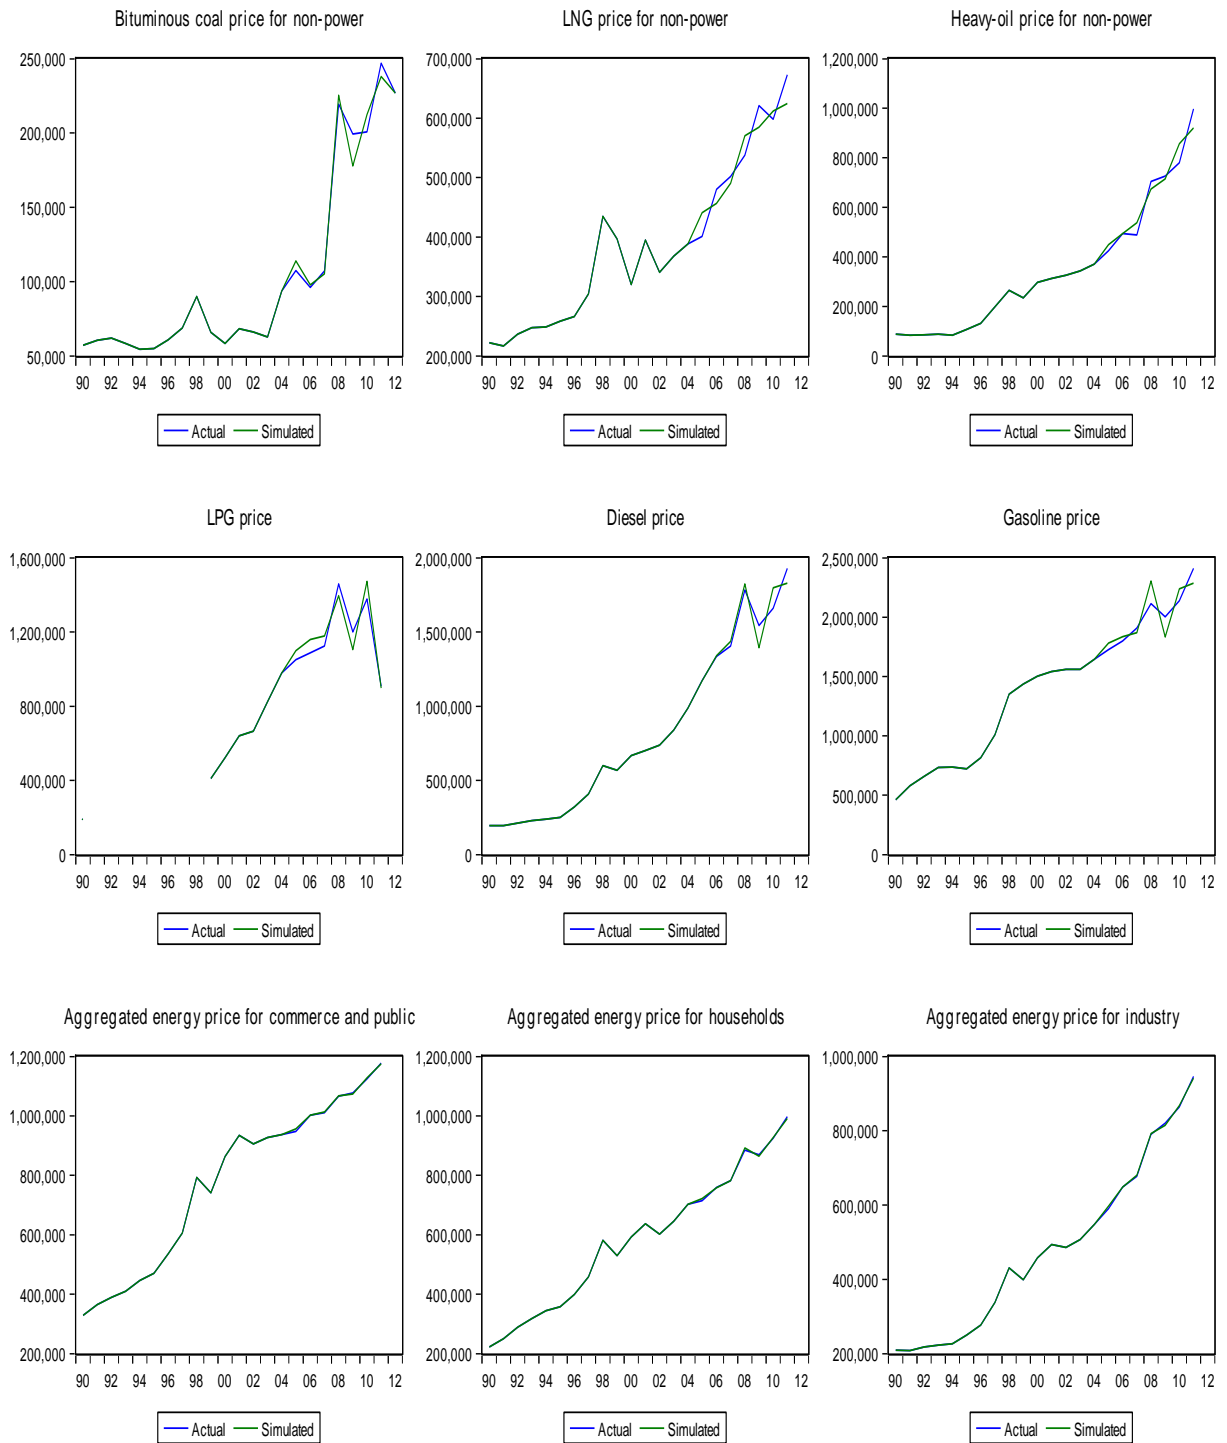 Bituminous coal price for non-power
250,000
200,000
150,000
100,000
50,000
90 92 94 96 98 00 02 04 06 08 10 12
Actual Simulated
LNG price for non-power
700,000
600,000
500,000
400,000
300,000
200,000
90 92 94 96 98 00 02 04 06 08 10 12
Actual Simulated
Heavy-oil price for non-power
1,200,000
1,000,000
800,000
600,000
400,000
200,000
0
90 92 94 96 98 00 02 04 06 08 10 12
Actual Simulated
LPG price
1,600,000
1,200,000
800,000
400,000
0
90 92 94 96 98 00 02 04 06 08 10 12
Actual Simulated
Diesel price
2,000,000
1,500,000
1,000,000
500,000
0
90 92 94 96 98 00 02 04 06 08 10 12
Actual Simulated
Gasoline price
2,500,000
2,000,000
1,500,000
1,000,000
500,000
0
90 92 94 96 98 00 02 04 06 08 10 12
Actual Simulated
Aggregated energy price for commerce and public
1,200,000
1,000,000
800,000
600,000
400,000
200,000
90 92 94 96 98 00 02 04 06 08 10 12
Actual Simulated
Aggregated energy price for households
1,200,000
1,000,000
800,000
600,000
400,000
200,000
90 92 94 96 98 00 02 04 06 08 10 12
Actual Simulated
Aggregated energy price for industry
1,000,000
800,000
600,000
400,000
200,000
90 92 94 96 98 00 02 04 06 08 10 12
Actual Simulated